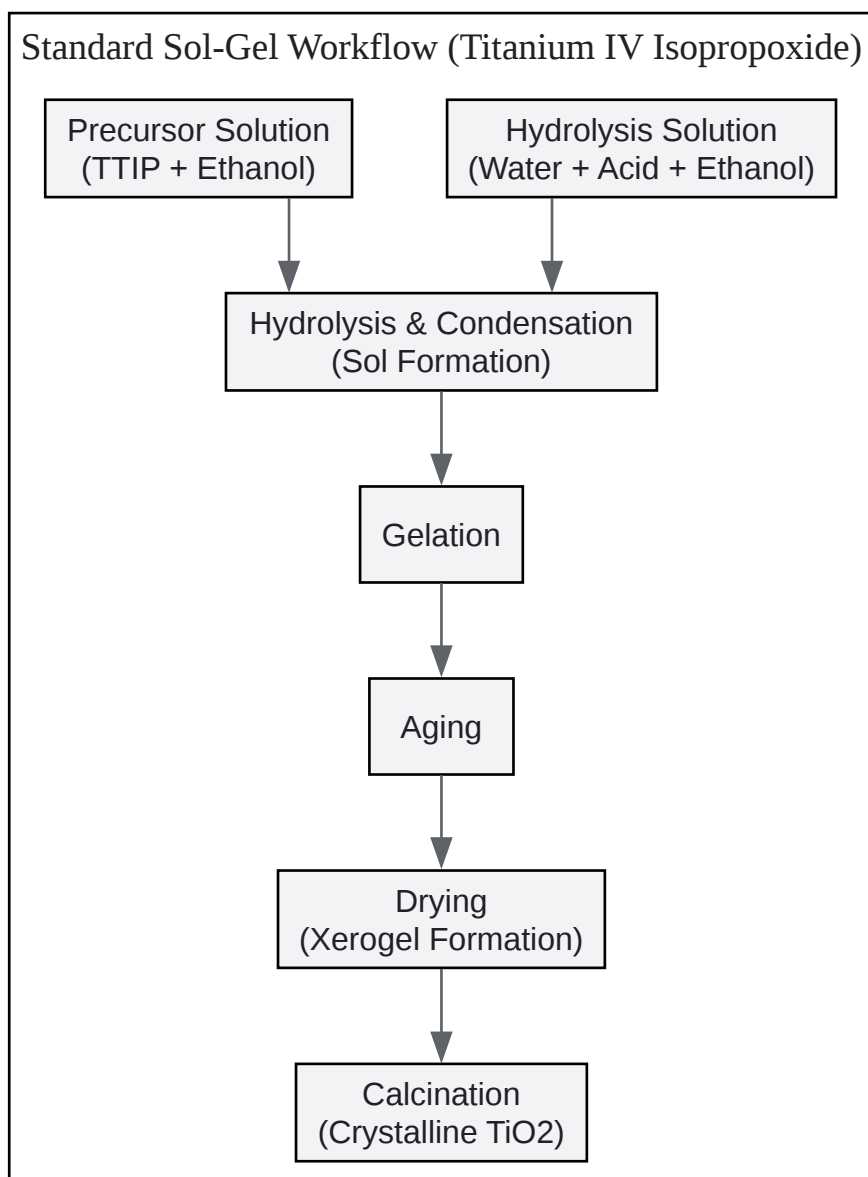 Standard Sol-Gel Workflow (Titanium IV Isopropoxide)
Precursor Solution
(TTIP + Ethanol)
Hydrolysis Solution
(Water + Acid + Ethanol)
Hydrolysis & Condensation
(Sol Formation)
Gelation
Aging
Drying
(Xerogel Formation)
Calcination
(Crystalline TiO2)